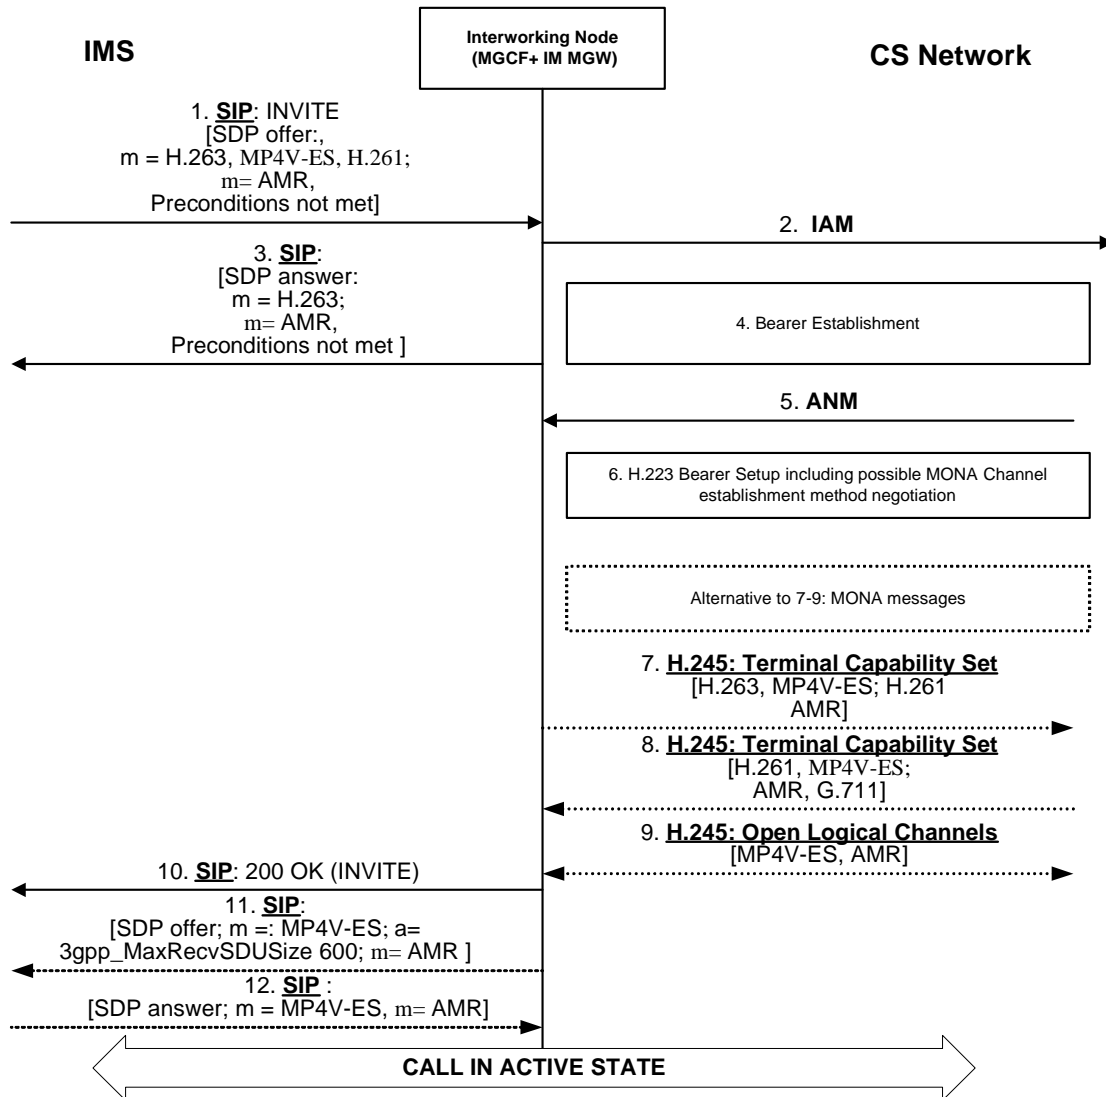 IMS
Interworking Node
(MGCF+ IM MGW)
CS Network
1. SIP: INVITE
[SDP offer:,
m = H.263, MP4V-ES, H.261;
m= AMR,
Preconditions not met]
2. IAM
3. SIP:
[SDP answer:
m = H.263;
m= AMR,
Preconditions not met ]
4. Bearer Establishment
5. ANM
6. H.223 Bearer Setup including possible MONA Channel
establishment method negotiation
Alternative to 7-9: MONA messages
7. H.245: Terminal Capability Set
[H.263, MP4V-ES; H.261
AMR]
8. H.245: Terminal Capability Set
[H.261, MP4V-ES;
AMR, G.711]
9. H.245: Open Logical Channels
[MP4V-ES, AMR]
10. SIP: 200 OK (INVITE)
11. SIP:
[SDP offer; m =: MP4V-ES; a=
3gpp_MaxRecvSDUSize 600; m= AMR ]
12. SIP :
[SDP answer; m = MP4V-ES, m= AMR]
CALL IN ACTIVE STATE